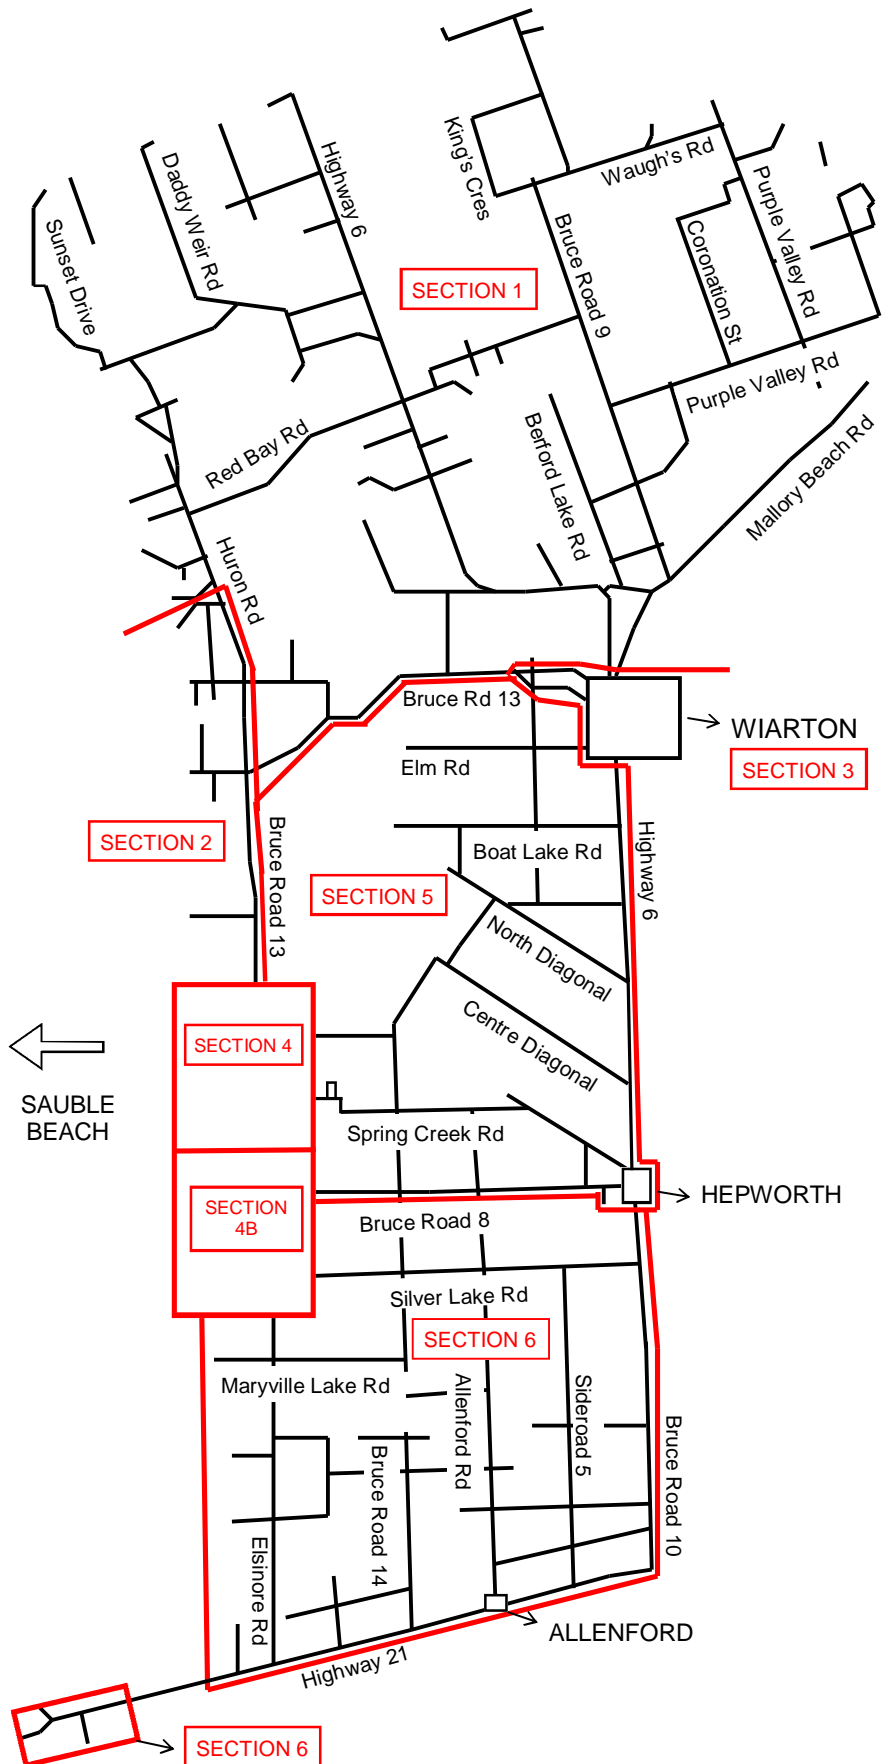 King's Cres
Waugh's Rd
Highway 6
Daddy Weir Rd
Sunset Drive
Bruce Road 9
Coronation St
Purple Valley Rd
SECTION 1
Purple Valley Rd
Red Bay Rd
Berford Lake Rd
Mallory Beach Rd
Huron Rd
Bruce Rd 13
WIARTON
Elm Rd
SECTION 3
SECTION 2
Bruce Road 13
Boat Lake Rd
Highway 6
SECTION 5
North Diagonal
Centre Diagonal
SECTION 4
SAUBLE
BEACH
Spring Creek Rd
HEPWORTH
SECTION
4B
Bruce Road 8
Silver Lake Rd
SECTION 6
Maryville Lake Rd
Allenford Rd
Sideroad 5
Bruce Road 14
Bruce Road 10
Elsinore Rd
ALLENFORD
Highway 21
SECTION 6